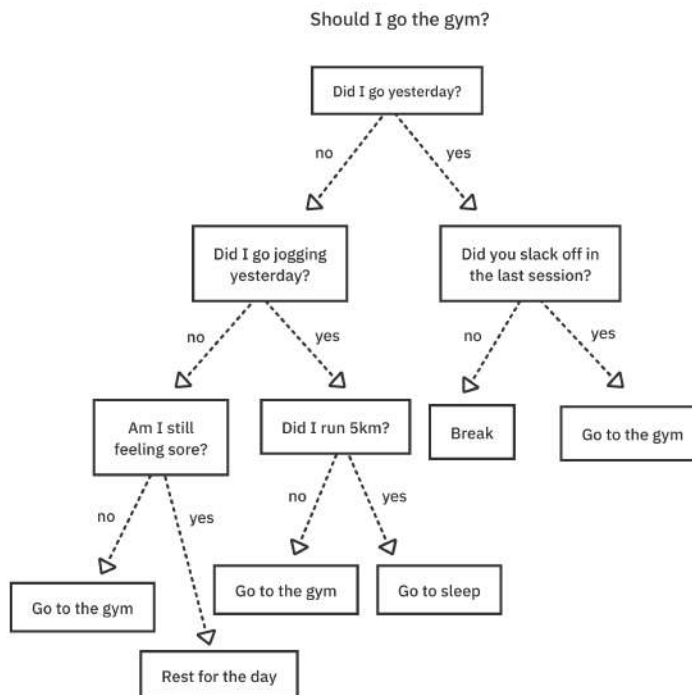 Should I go the gym?
Did I go yesterday?
no
yes
Did I go jogging
yesterday?
Did you slack off in
the last session?
no
yes
no
yes
Am I still
feeling sore?
Did I run 5km?
Break
Go to the gym
no
yes
no
yes
Go to the gym
Go to the gym
Go to sleep
Rest for the day